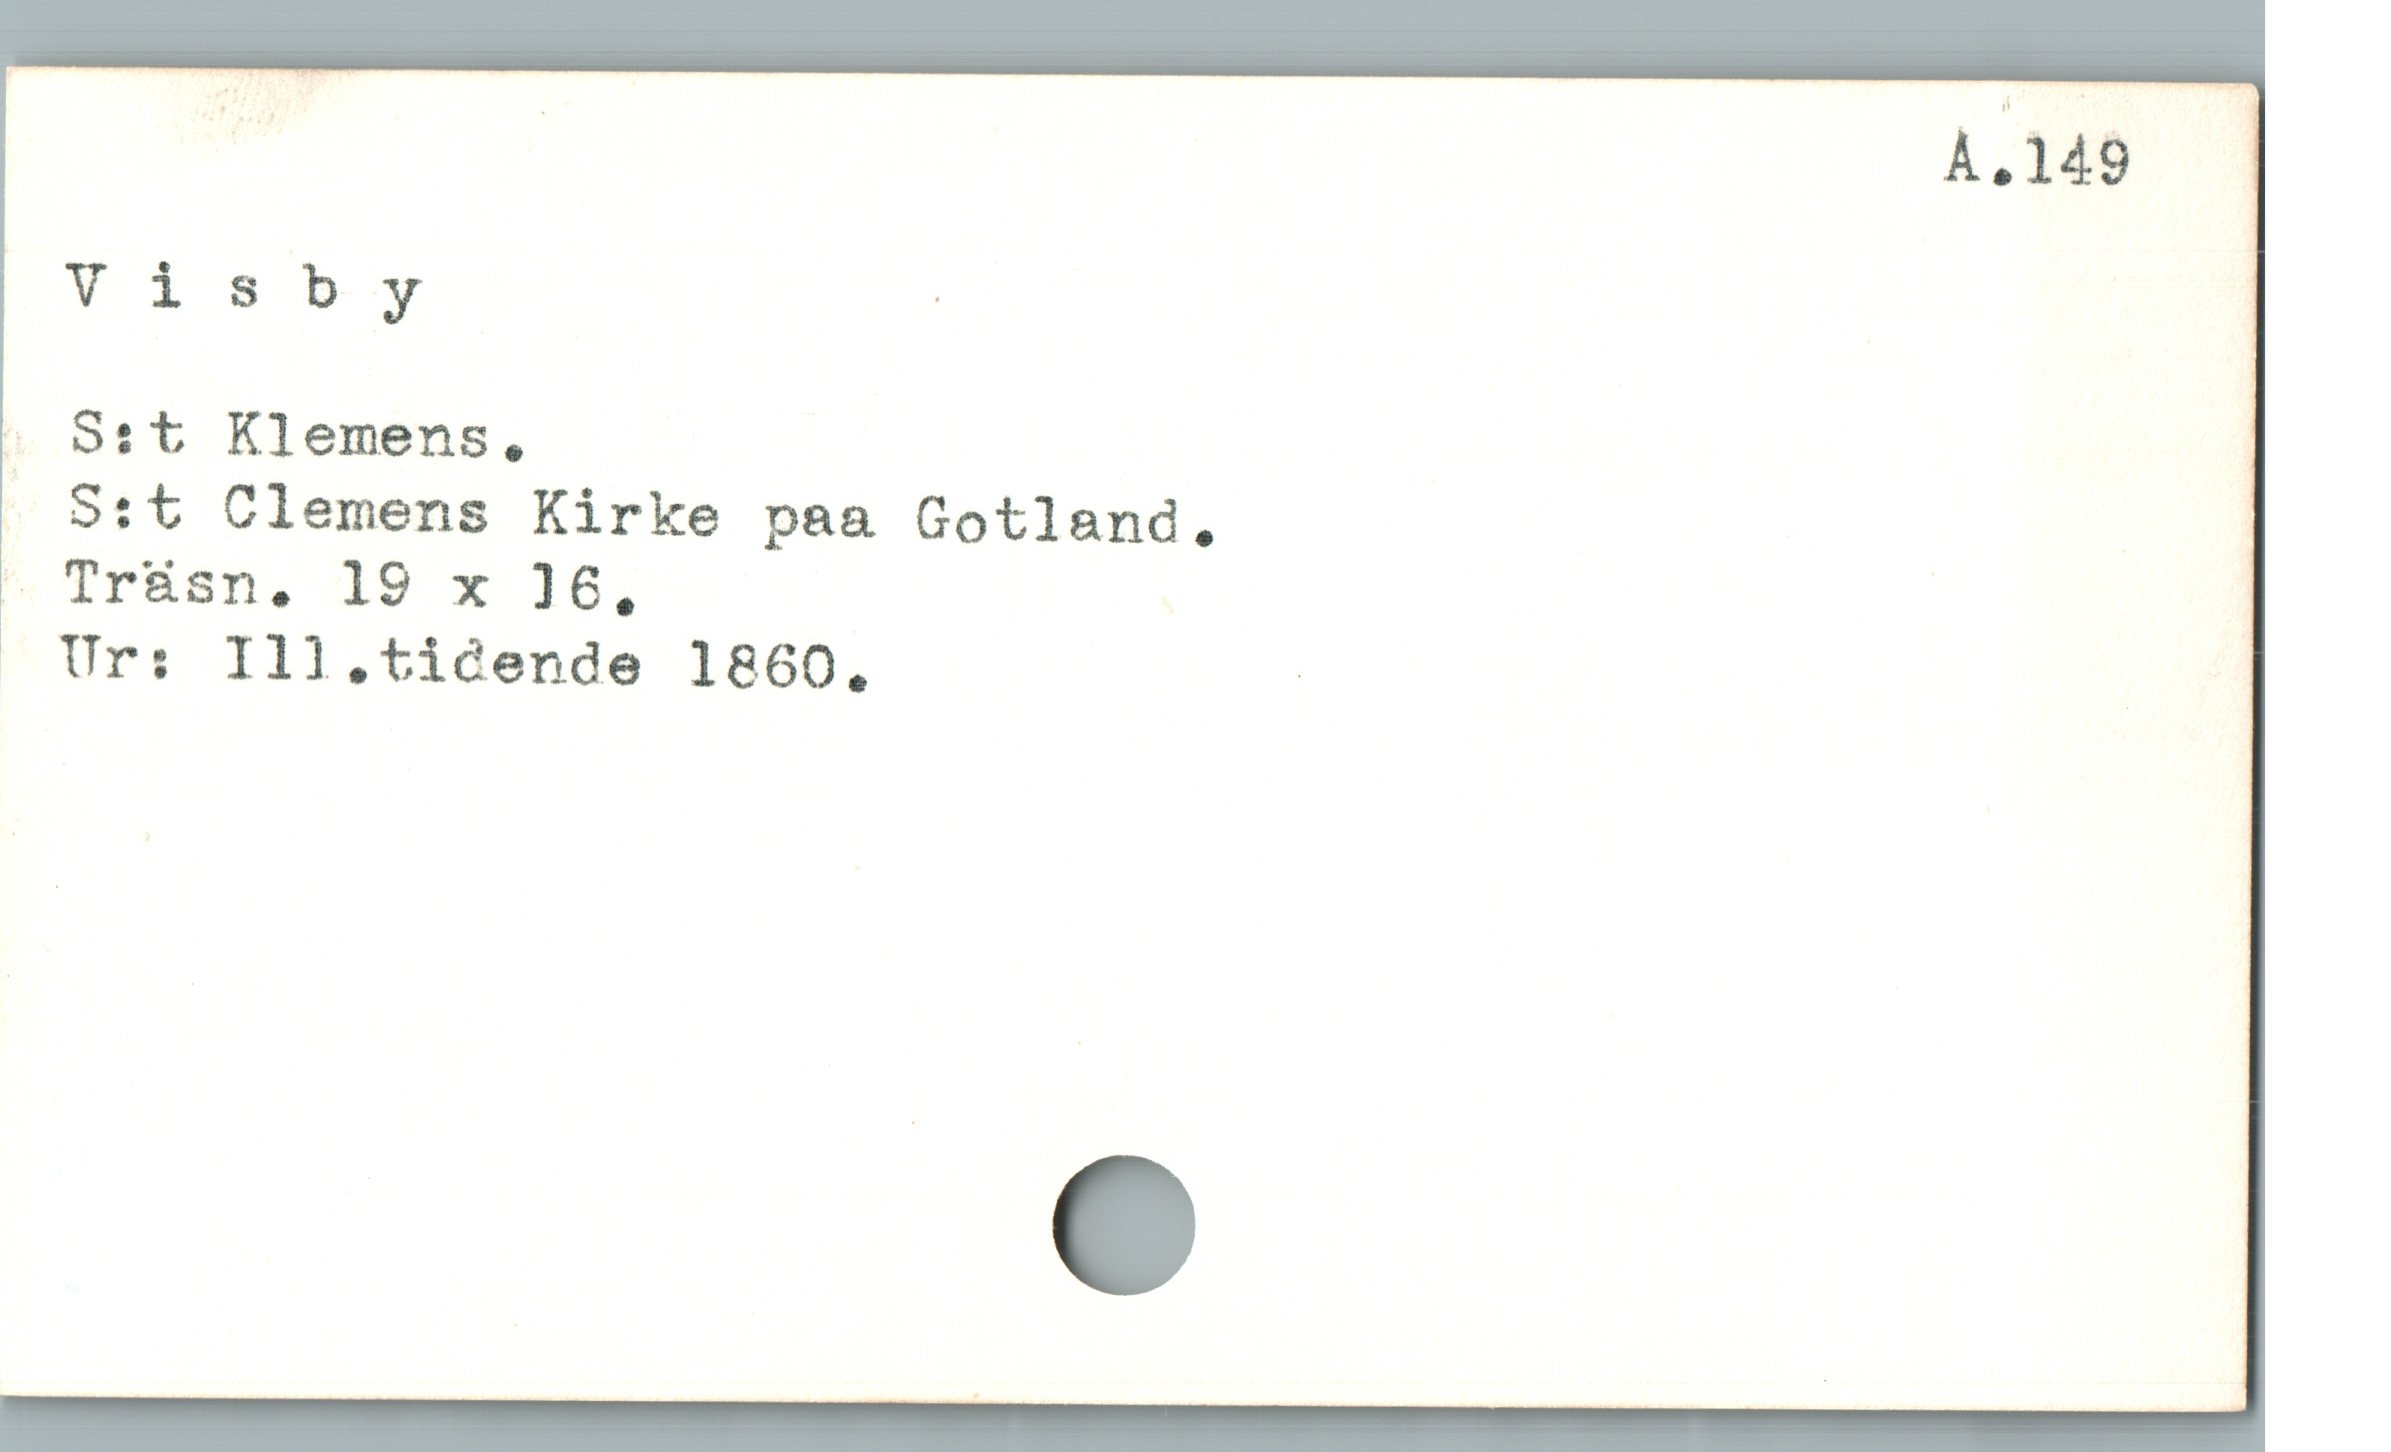 A.149
V i s b y
S:t Klemens.
S:t Clemens Kirke paa Gotland.
Träsn. 19 x 16.
Ur: Ill.tidende 1860.